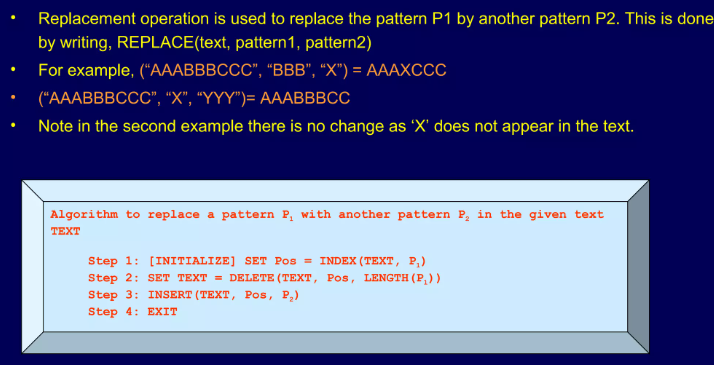 • Replacement operation is used to replace the pattern P1 by another pattern P2. This is done
by writing, REPLACE(text, pattern1, pattern2)
• For example, (“AAABBBCCC”, “BBB”, “X”) = AAAXCCC
• (“AAABBBCCC”, “X”, “YYY”)= AAABBBCC
• Note in the second example there is no change as ‘X’ does not appear in the text.
Algorithm to replace a pattern P₁ with another pattern P₂ in the given text
TEXT
Step 1: [INITIALIZE] SET Pos = INDEX(TEXT, P₁)
Step 2: SET TEXT = DELETE(TEXT, Pos, LENGTH(P₁))
Step 3: INSERT(TEXT, Pos, P₂)
Step 4: EXIT